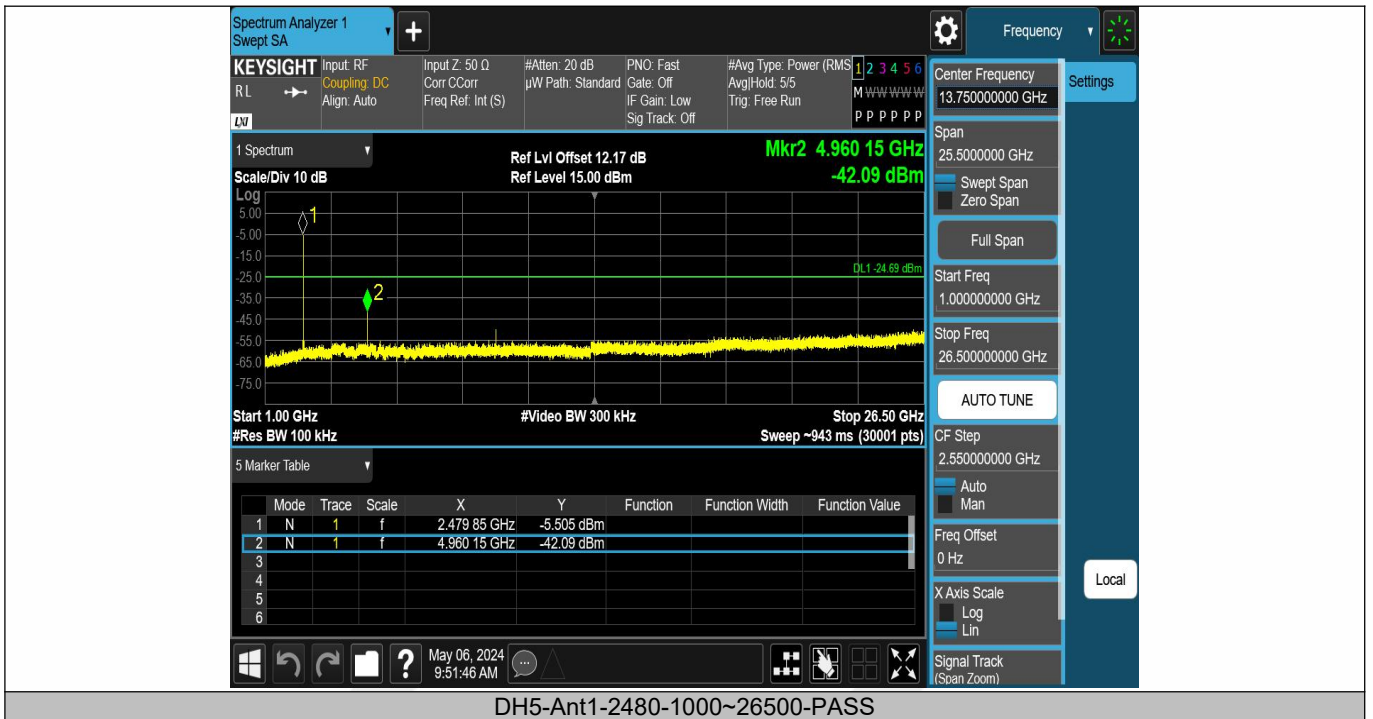 Spectrum Analyzer 1
Swept SA
Frequency
KEYSIGHT
RL
LXI
Input: RF
Coupling: DC
Align: Auto
Input Z: 50 Ω
Corr CCorr
Freq Ref: Int (S)
#Atten: 20 dB
µW Path: Standard
PNO: Fast
Gate: Off
IF Gain: Low
Sig Track: Off
#Avg Type: Power (RMS
Avg|Hold: 5/5
Trig: Free Run
1 2 3 4 5 6
M W W W W W
P P P P P P
1 Spectrum
Scale/Div 10 dB
Ref Lvl Offset 12.17 dB
Ref Level 15.00 dBm
Mkr2 4.960 15 GHz
-42.09 dBm
Log
5.00
-5.00
-15.0
-25.0
-35.0
-45.0
-55.0
-65.0
-75.0
1
2
DL1 -24.69 dBm
Start 1.00 GHz
#Video BW 300 kHz
Stop 26.50 GHz
#Res BW 100 kHz
Sweep ~943 ms (30001 pts)
5 Marker Table
Mode Trace Scale X Y Function Function Width Function Value
1 N 1 f 2.479 85 GHz -5.505 dBm
2 N 1 f 4.960 15 GHz -42.09 dBm
3
4
5
6
?
May 06, 2024
9:51:46 AM
Center Frequency
13.750000000 GHz
Settings
Span
25.5000000 GHz
Swept Span
Zero Span
Full Span
Start Freq
1.000000000 GHz
Stop Freq
26.500000000 GHz
AUTO TUNE
CF Step
2.550000000 GHz
Auto
Man
Freq Offset
0 Hz
X Axis Scale
Log
Lin
Local
Signal Track
(Span Zoom)
DH5-Ant1-2480-1000~26500-PASS